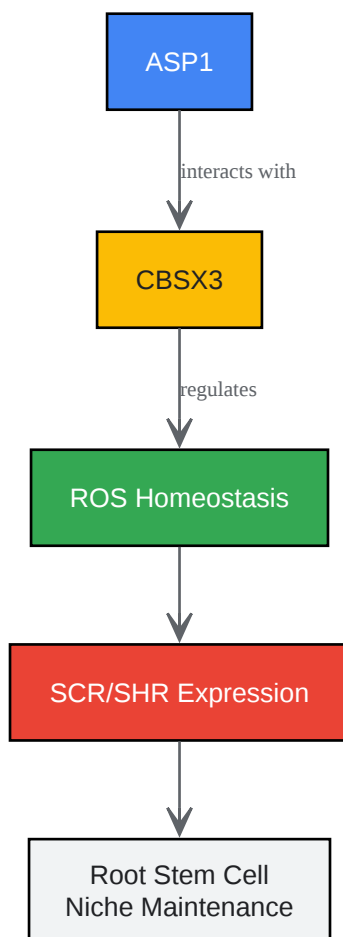 ASP1
interacts with
CBSX3
regulates
ROS Homeostasis
SCR/SHR Expression
Root Stem Cell
Niche Maintenance